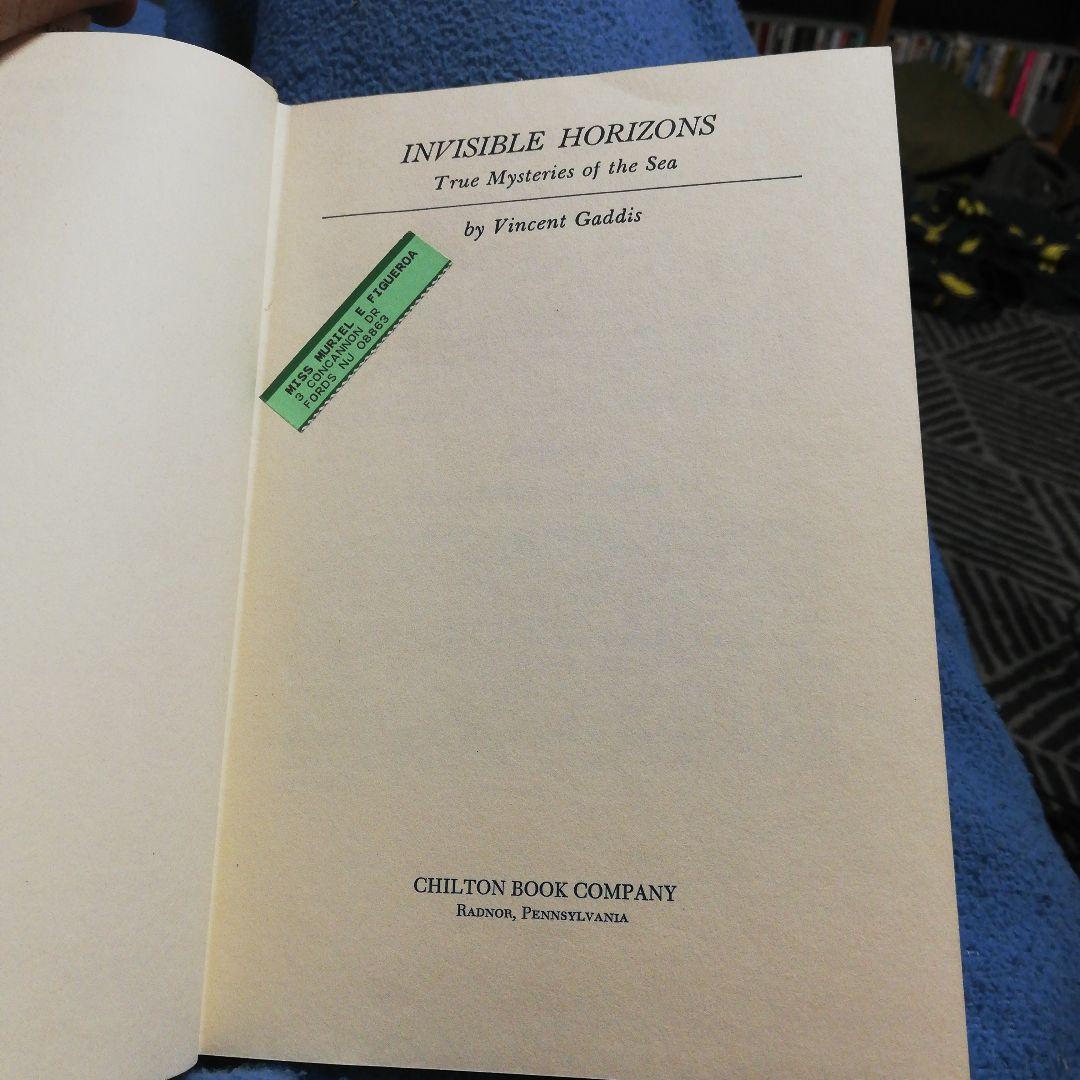 INVISIBLE HORIZONS
True Mysteries of the Sea
by Vincent Gaddis
MISS MURIEL E FIGUEROA
3 CONCANNON DR
FORDS NJ 08863
CHILTON BOOK COMPANY
RADNOR, PENNSYLVANIA